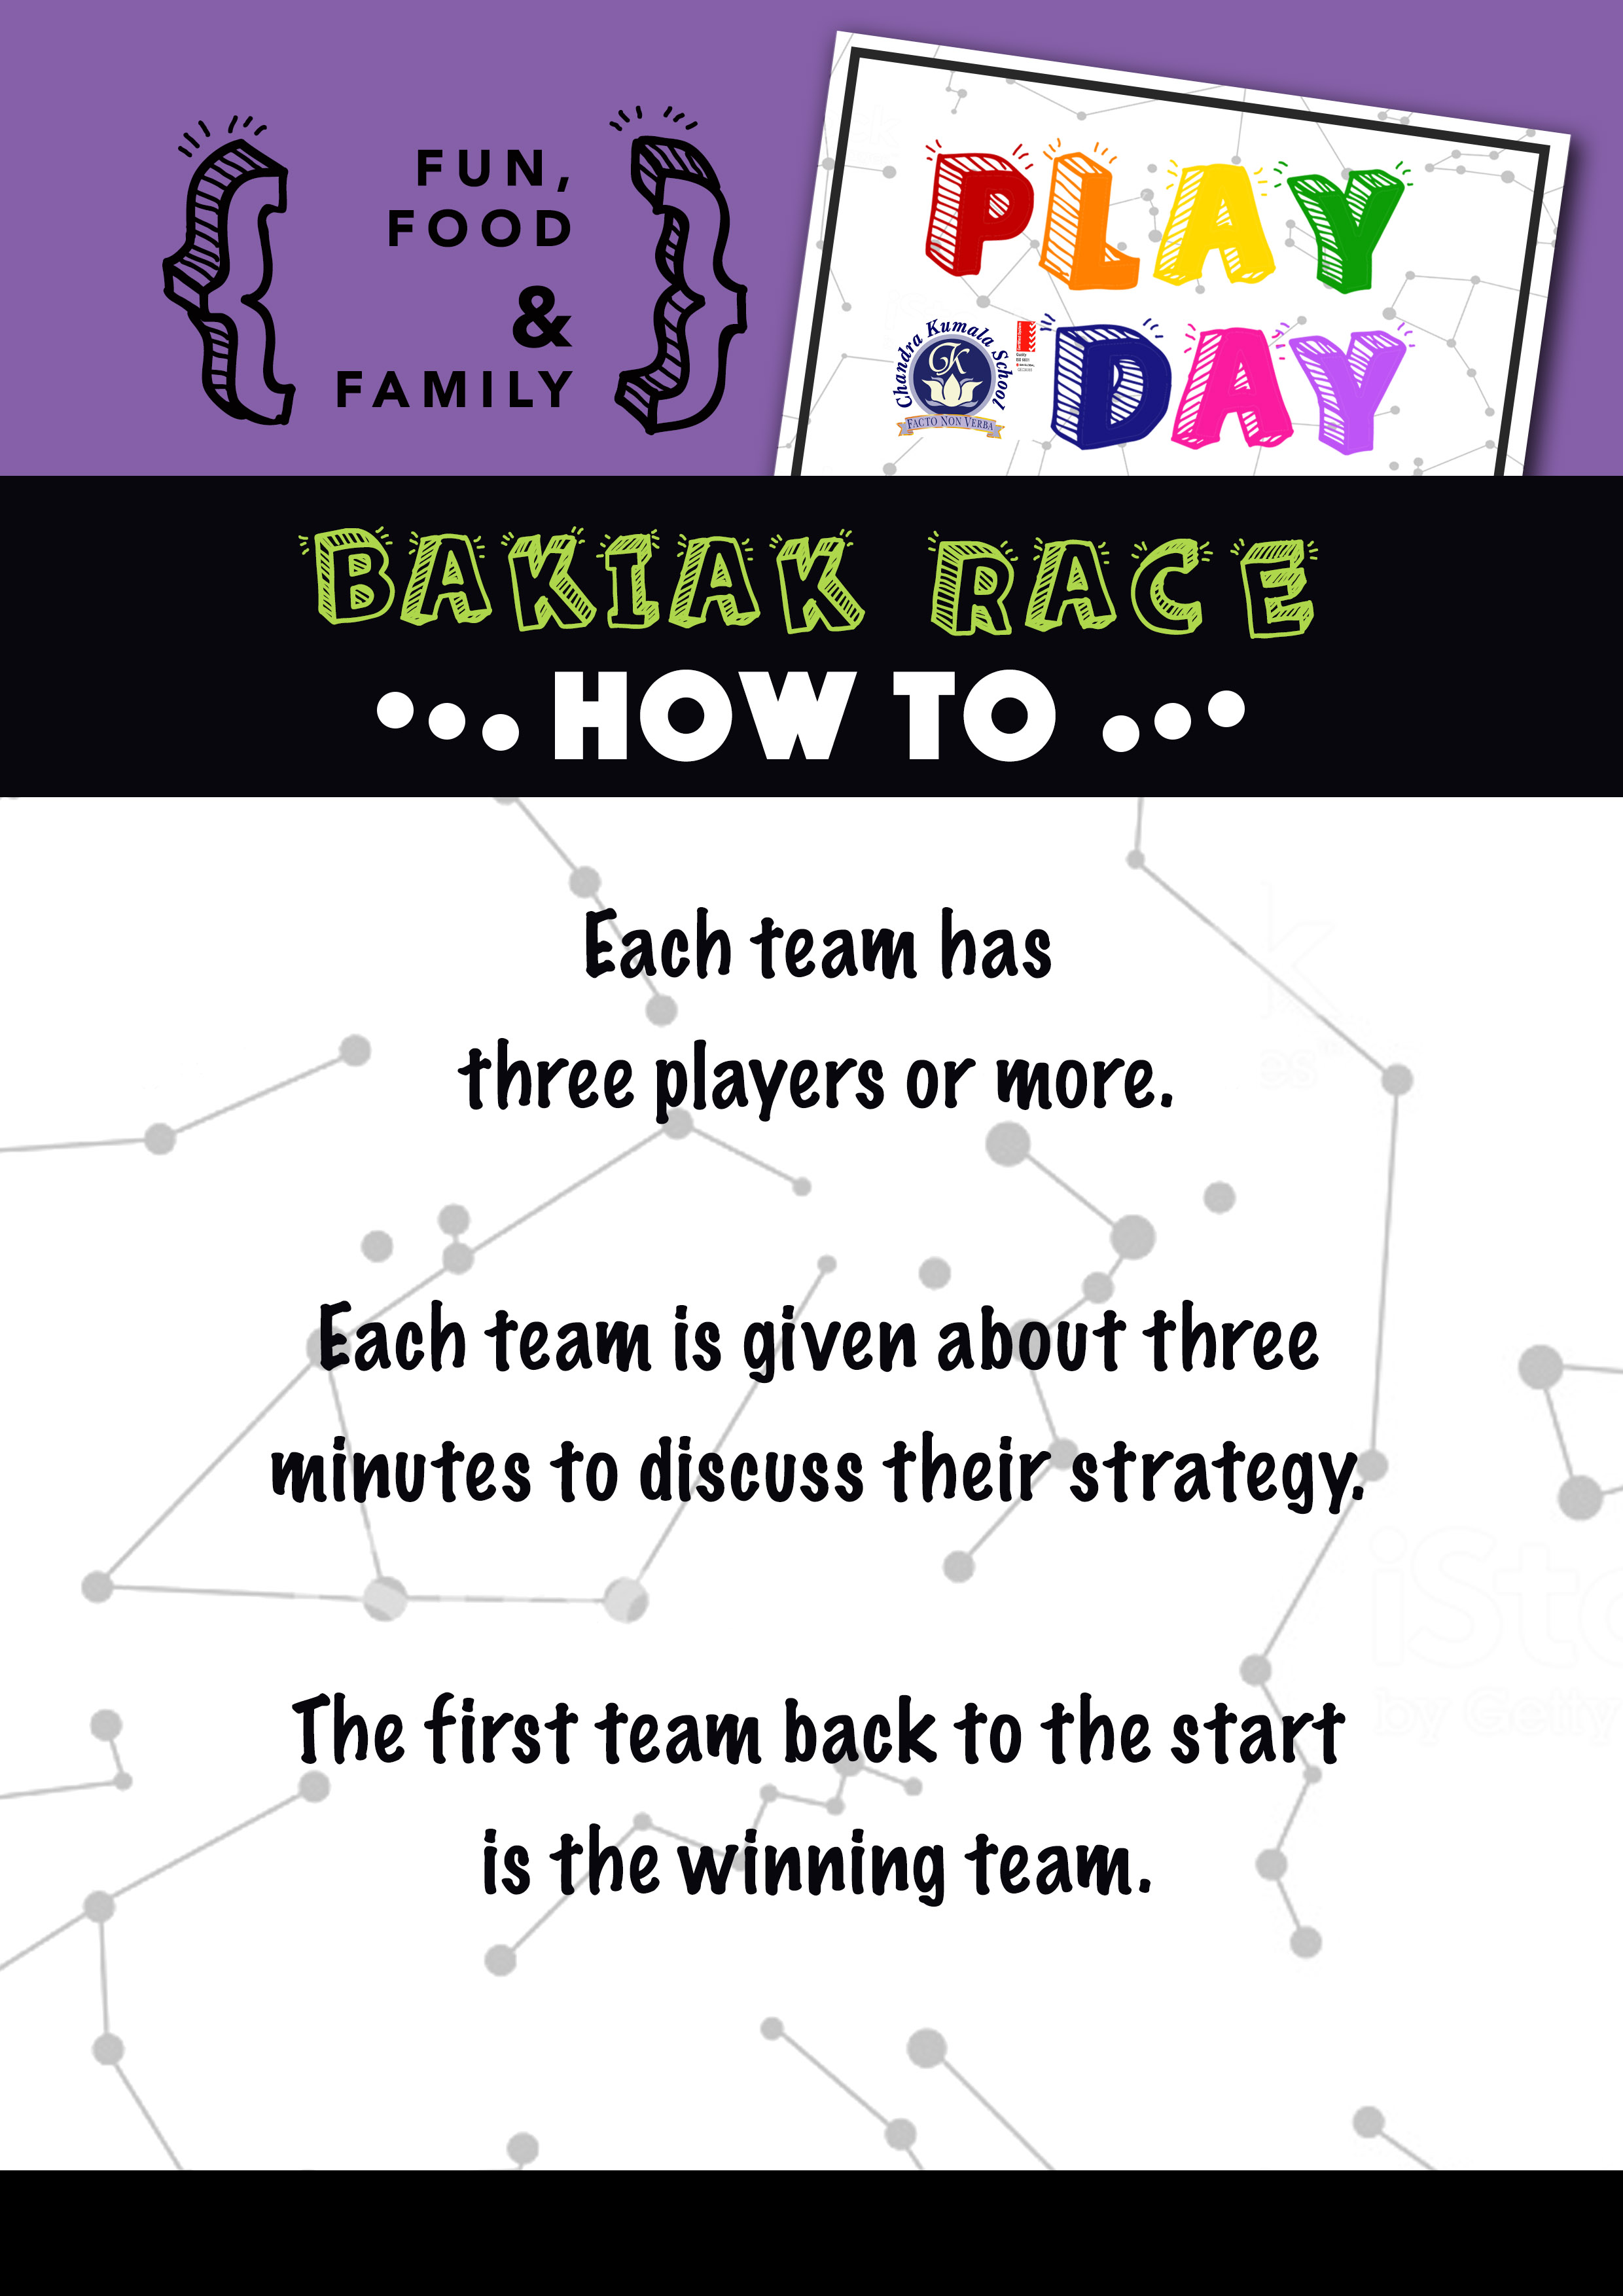 FUN,
FOOD
&
FAMILY
PLAY
DAY
Chandra Kumala School
CK
FACTO NON VERBA
BAKIAK RACE
HOW TO
Each team has
three players or more.
Each team is given about three
minutes to discuss their strategy.
The first team back to the start
is the winning team.